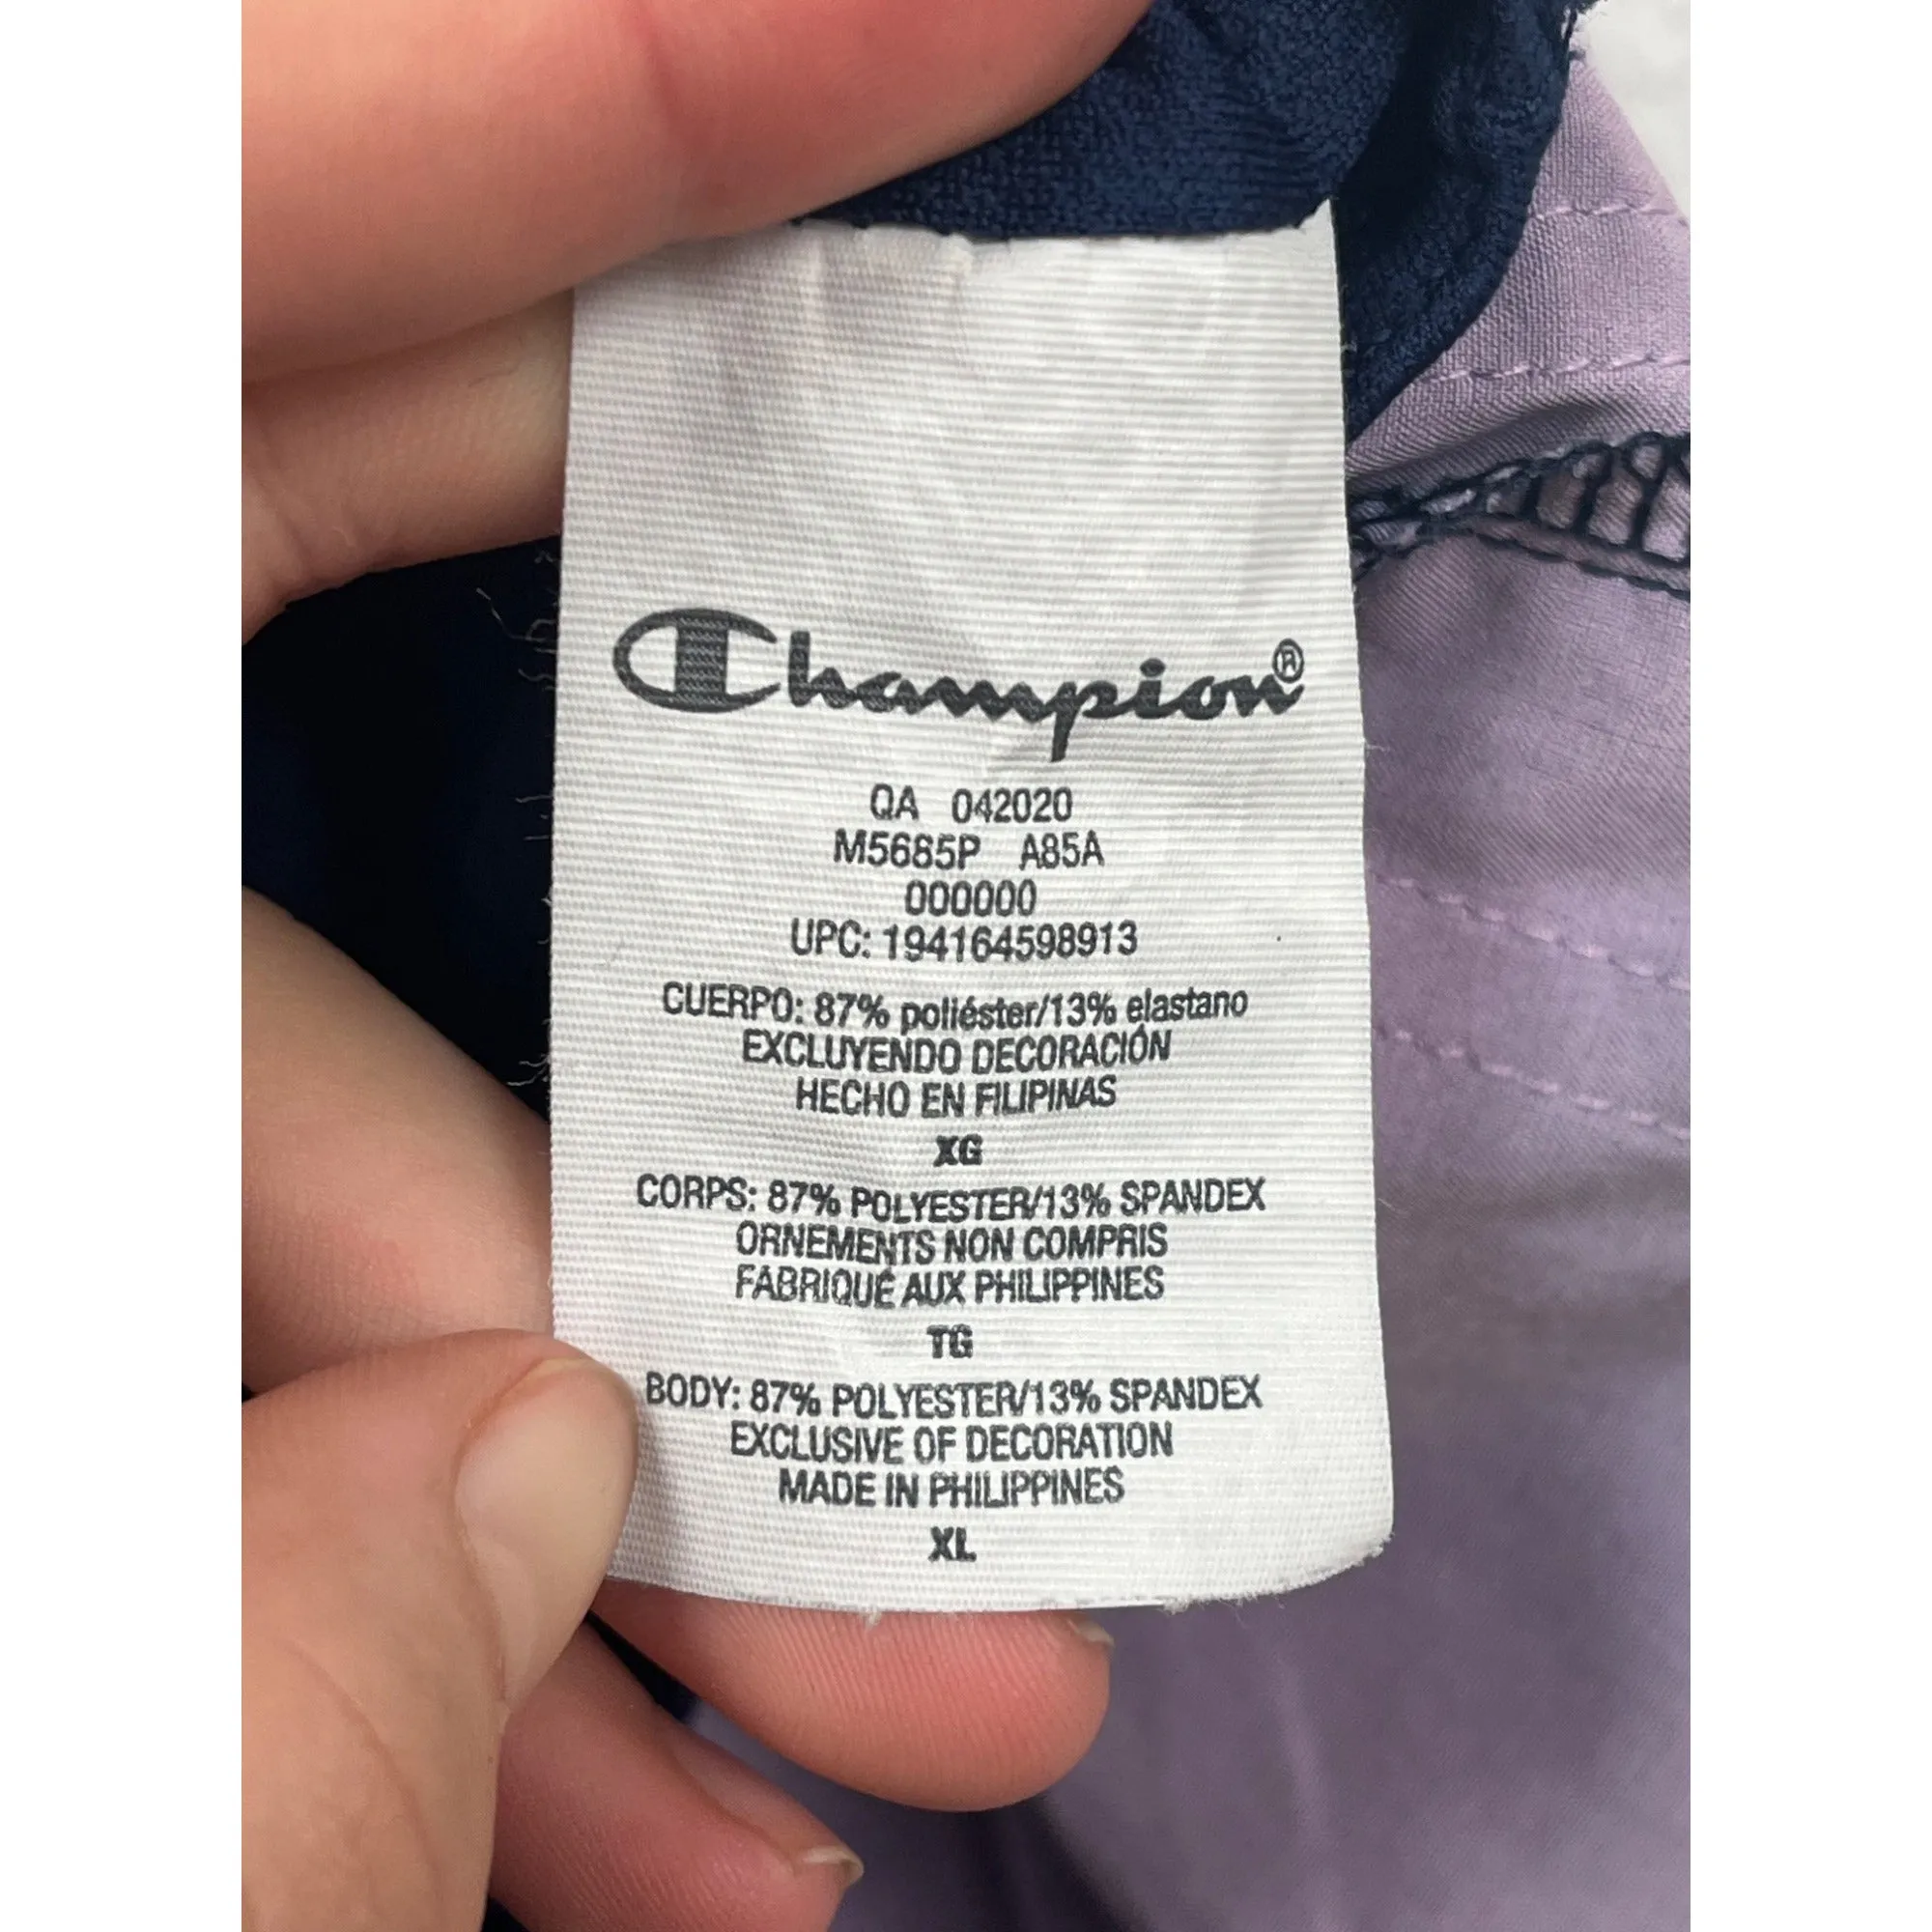 Champion®
QA 042020
M5685P A85A
000000
UPC: 194164598913
CUERPO: 87% poliéster/13% elastano
EXCLUYENDO DECORACIÓN
HECHO EN FILIPINAS
XG
CORPS: 87% POLYESTER/13% SPANDEX
ORNEMENTS NON COMPRIS
FABRIQUÉ AUX PHILIPPINES
TG
BODY: 87% POLYESTER/13% SPANDEX
EXCLUSIVE OF DECORATION
MADE IN PHILIPPINES
XL